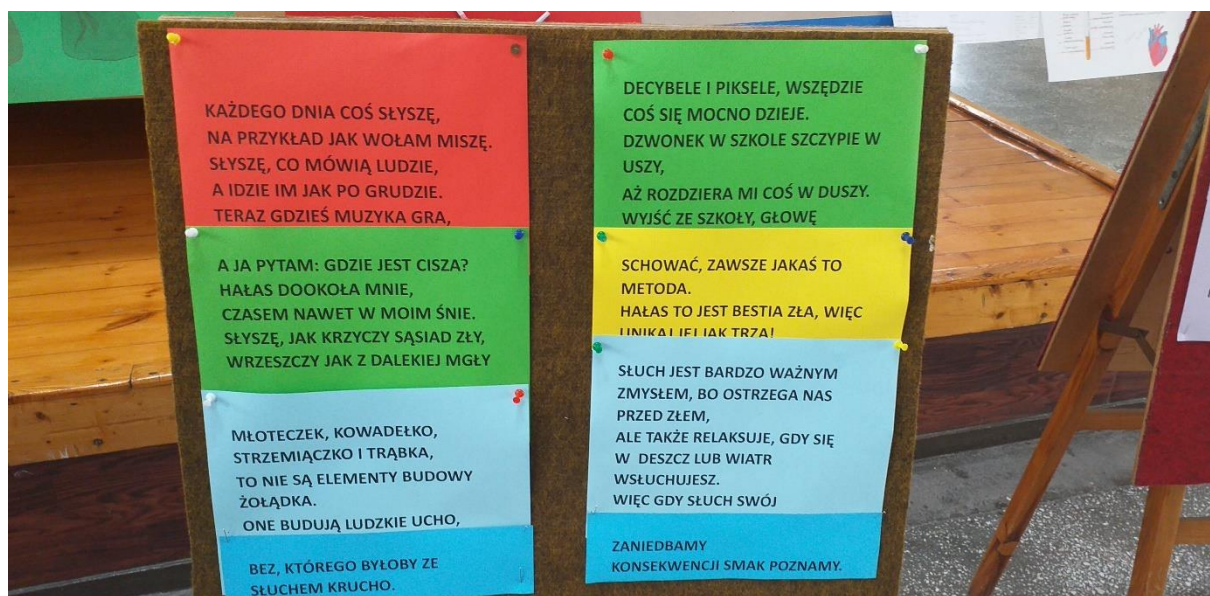 KAŻDEGO DNIA COŚ SŁYSZĘ,
NA PRZYKŁAD JAK WOŁAM MISZĘ.
SŁYSZĘ, CO MÓWIĄ LUDZIE,
A IDZIE IM JAK PO GRUDZIE.
TERAZ GDZIEŚ MUZYKA GRA,
A JA PYTAM: GDZIE JEST CISZA?
HAŁAS DOOKOŁA MNIE,
CZASEM NAWET W MOIM ŚNIE.
SŁYSZĘ, JAK KRZYCZY SĄSIAD ZŁY,
WRZESZCZY JAK Z DALEKIEJ MGŁY
MŁOTECZEK, KOWADEŁKO,
STRZEMIĄCZKO I TRĄBKA,
TO NIE SĄ ELEMENTY BUDOWY
ŻOŁĄDKA.
ONE BUDUJĄ LUDZKIE UCHO,
BEZ, KTÓREGO BYŁOBY ZE
SŁUCHEM KRUCHO.
DECYBELE I PIKSELE, WSZĘDZIE
COŚ SIĘ MOCNO DZIEJE.
DZWONEK W SZKOLE SZCZYPIE W
USZY,
AŻ ROZDZIERA MI COŚ W DUSZY.
WYJŚĆ ZE SZKOŁY, GŁOWĘ
SCHOWAĆ, ZAWSZE JAKAŚ TO
METODA.
HAŁAS TO JEST BESTIA ZŁA, WIĘC
UNIKAJ JEJ JAK TRZA!
SŁUCH JEST BARDZO WAŻNYM
ZMYSŁEM, BO OSTRZEGA NAS
PRZED ZŁEM,
ALE TAKŻE RELAKSUJE, GDY SIĘ
W DESZCZ LUB WIATR
WSŁUCHUJESZ.
WIĘC GDY SŁUCH SWÓJ
ZANIEDBAMY
KONSEKWENCJI SMAK POZNAMY.